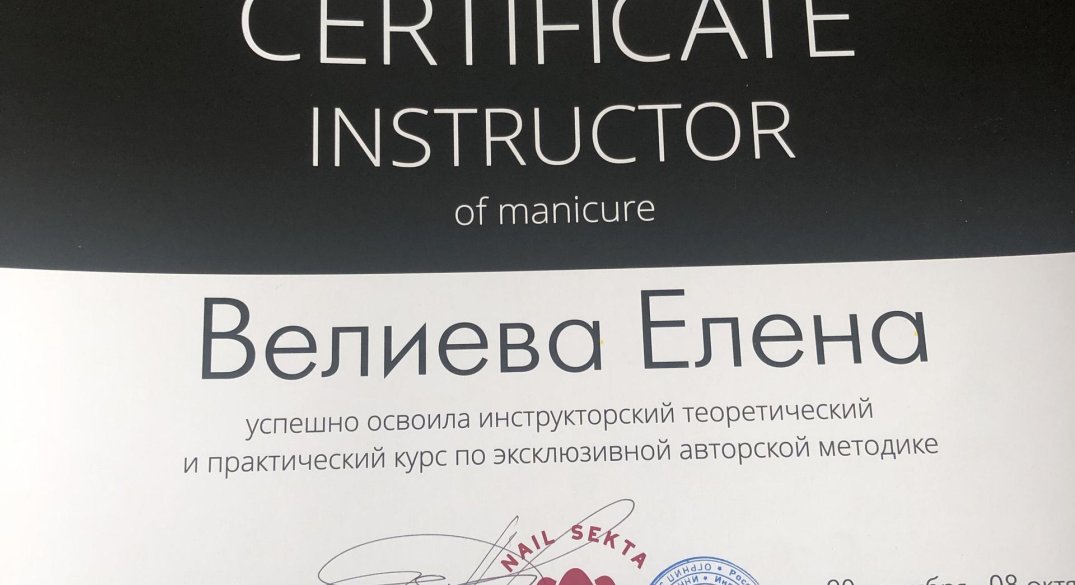 CERTIFICATE
INSTRUCTOR
of manicure
Велиева Елена
успешно освоила инструкторский теоретический
и практический курс по эксклюзивной авторской методике
NAIL SEKTA